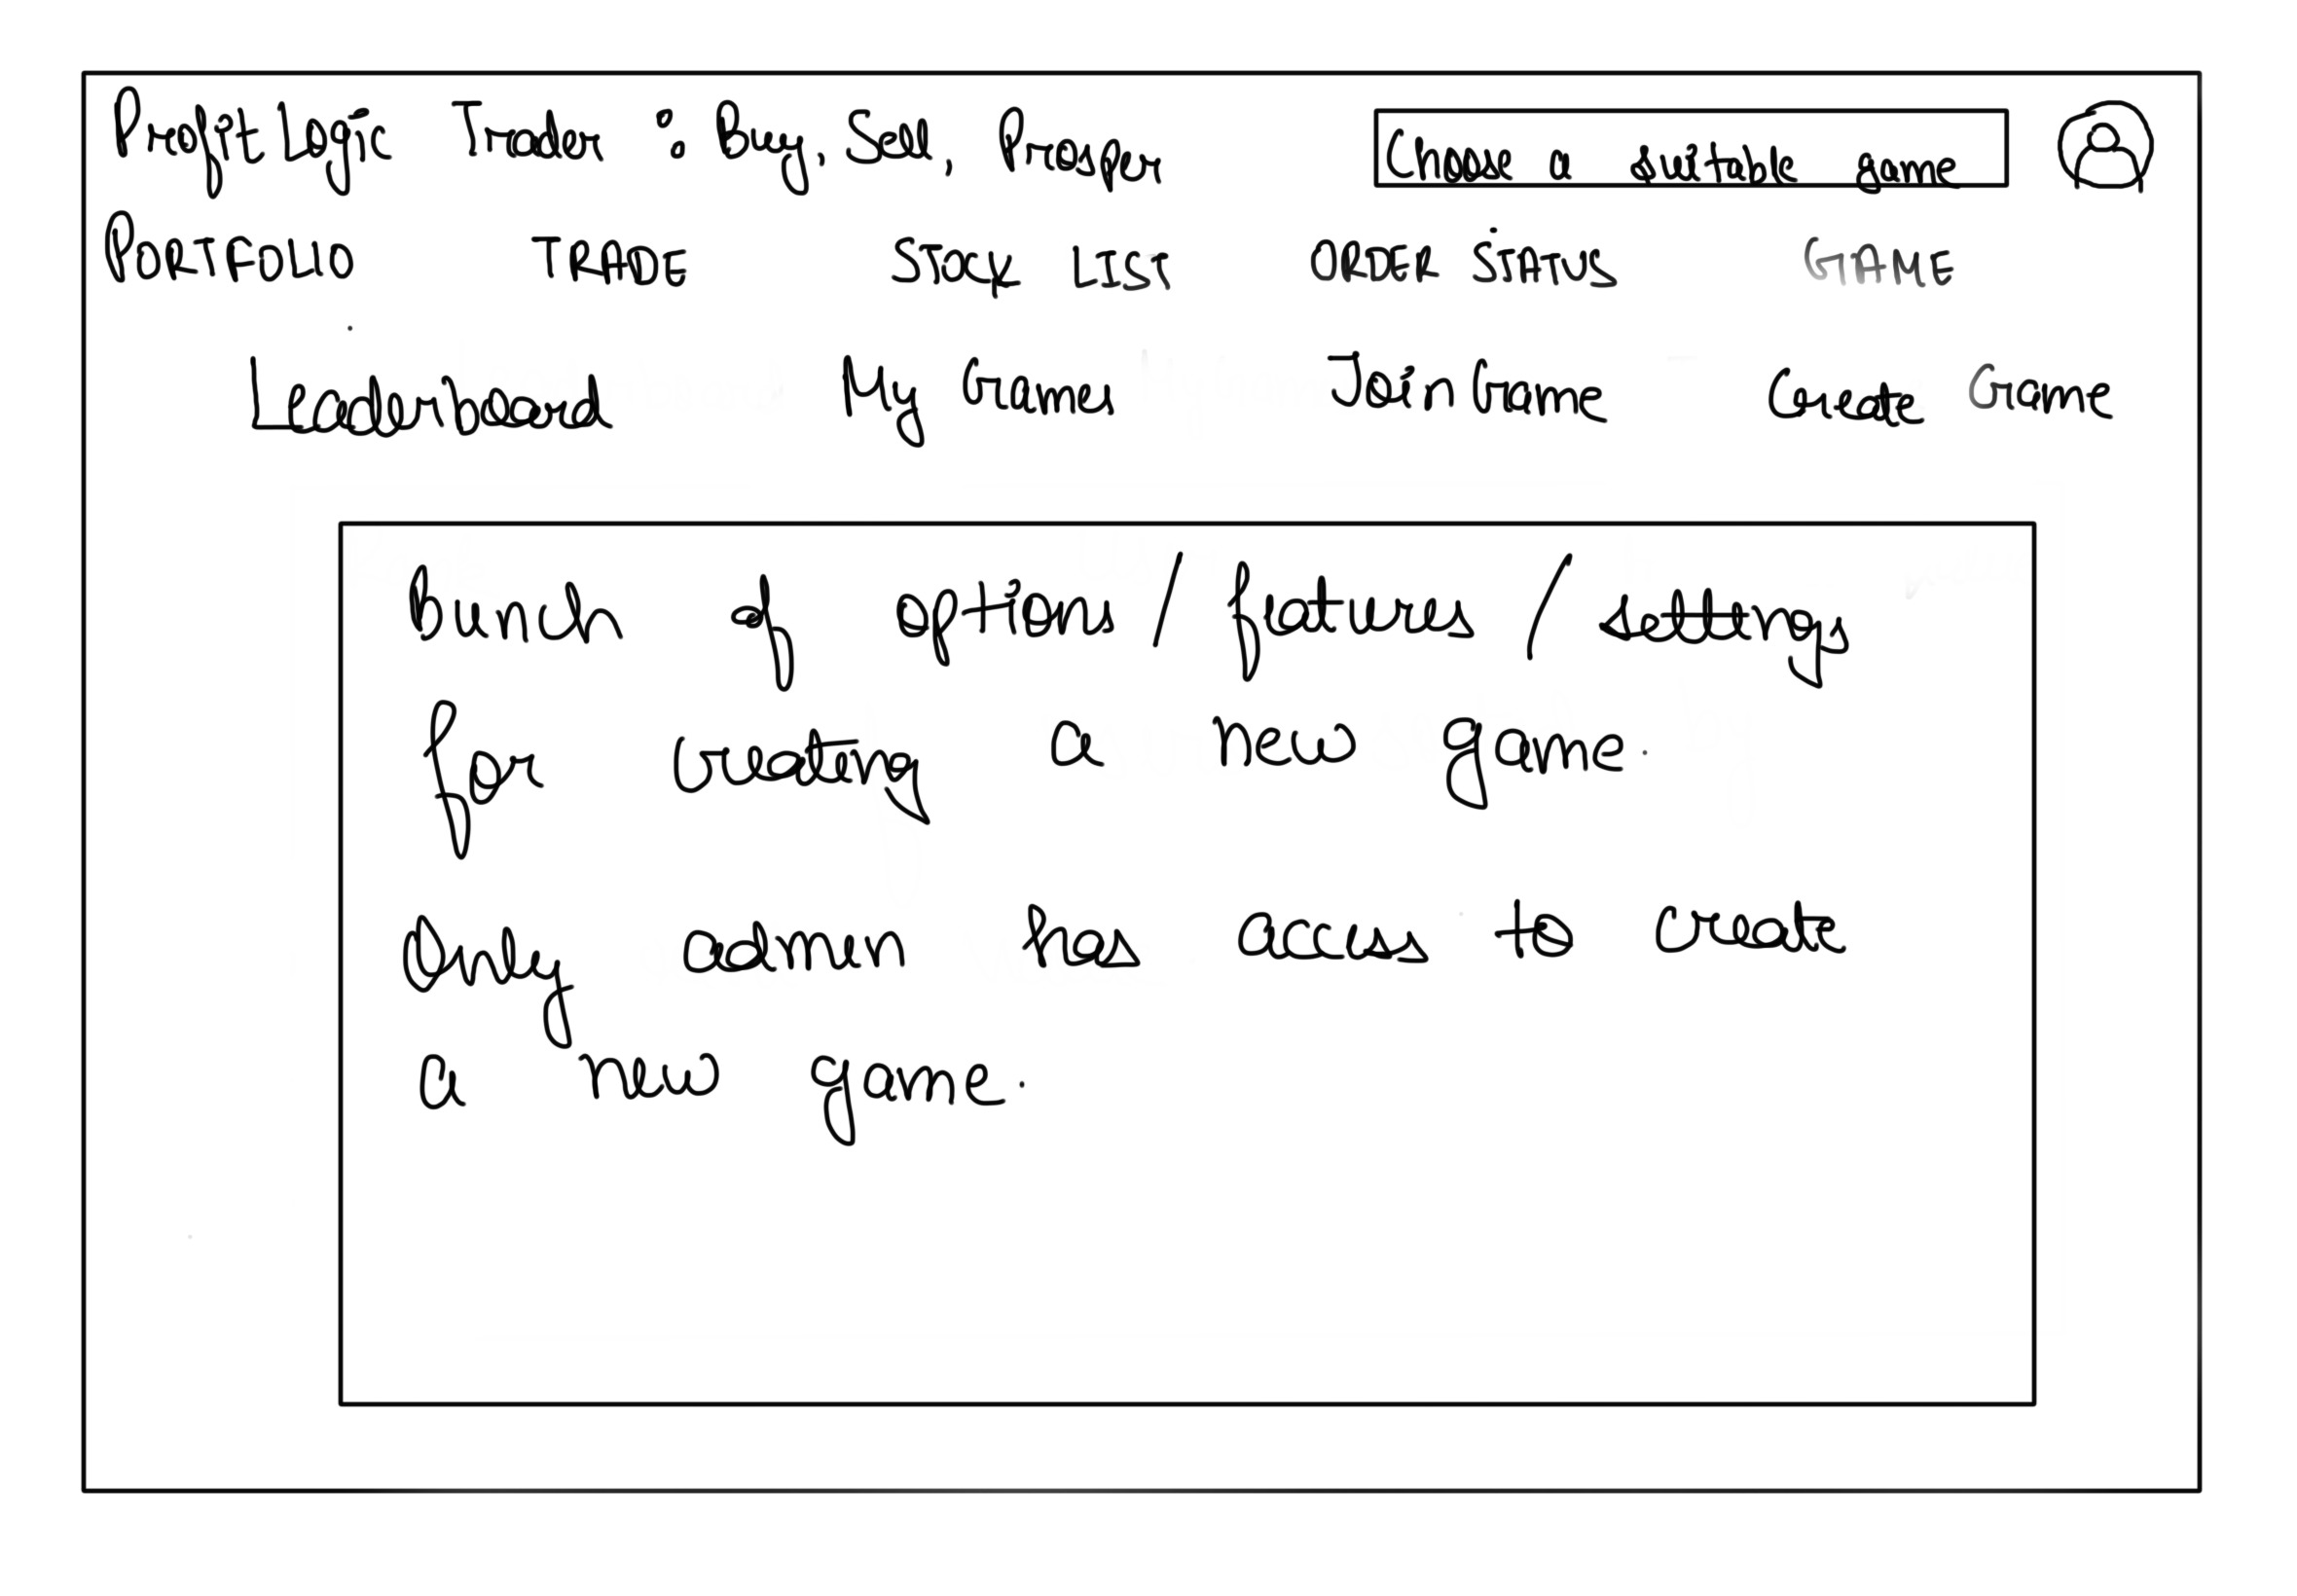 ProfitLogic Trader : Buy, Sell, Prosper Choose a suitable game
PORTFOLIO TRADE STOCK LIST ORDER STATUS GAME
Leaderboard My Games Join Game Create Game
Bunch of options / features / settings
for creating a new game.
Only admin has access to create
a new game.